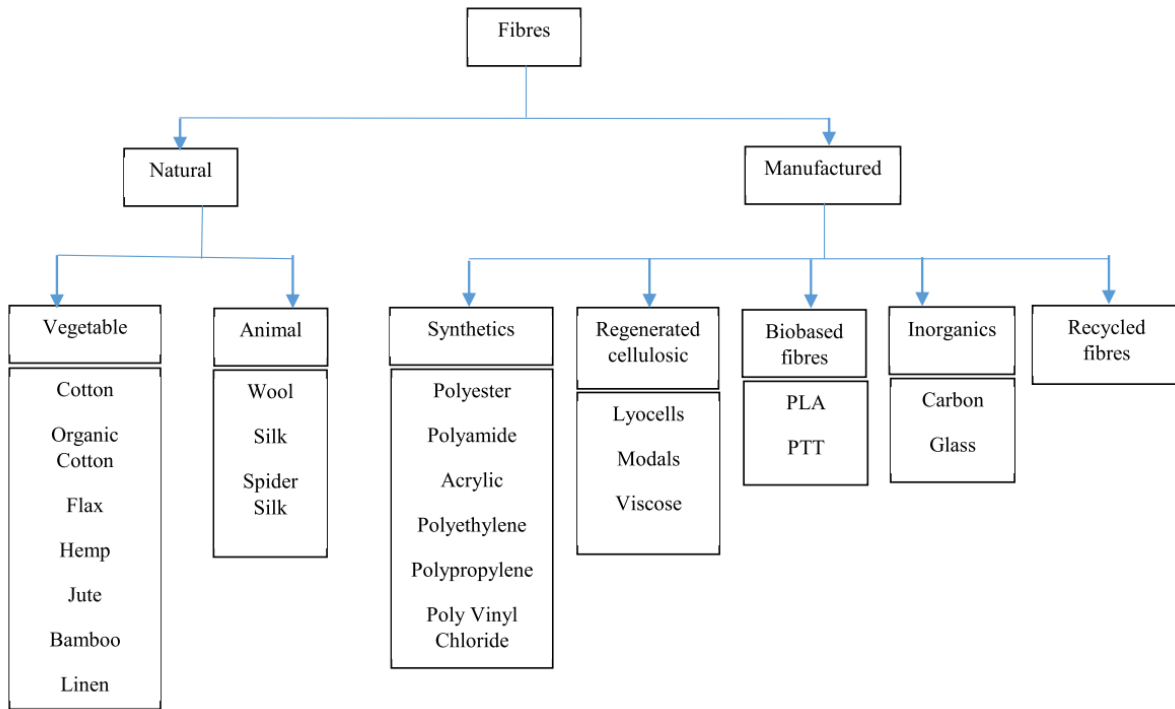 Fibres
Natural
Manufactured
Vegetable
Animal
Synthetics
Regenerated
cellulosic
Biobased
fibres
Inorganics
Recycled
fibres
Cotton
Organic
Cotton
Flax
Hemp
Jute
Bamboo
Linen
Wool
Silk
Spider
Silk
Polyester
Polyamide
Acrylic
Polyethylene
Polypropylene
Poly Vinyl
Chloride
Lyocells
Modals
Viscose
PLA
PTT
Carbon
Glass